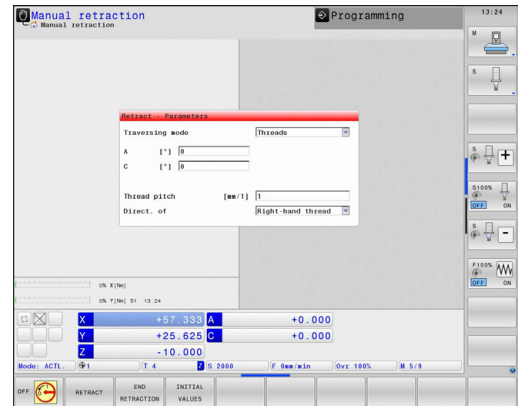 Manual retraction
Manual retraction
Programming
13:24
M
S
Retract - Parameters
Traversing mode Threads
A [°] 0
C [°] 0
Thread pitch [mm/1] 1
Direct. of Right-hand thread
S
S100%
OFF ON
S
F100%
OFF ON
0% X[Nm]
0% Y[Nm] S1 13:24
X +57.333 A +0.000
Y +25.625 C +0.000
Z -10.000
Mode: ACTL. 1 T 4 Z S 2000 F 0mm/min Ovr 100% M 5/9
OFF RETRACT END RETRACTION INITIAL VALUES